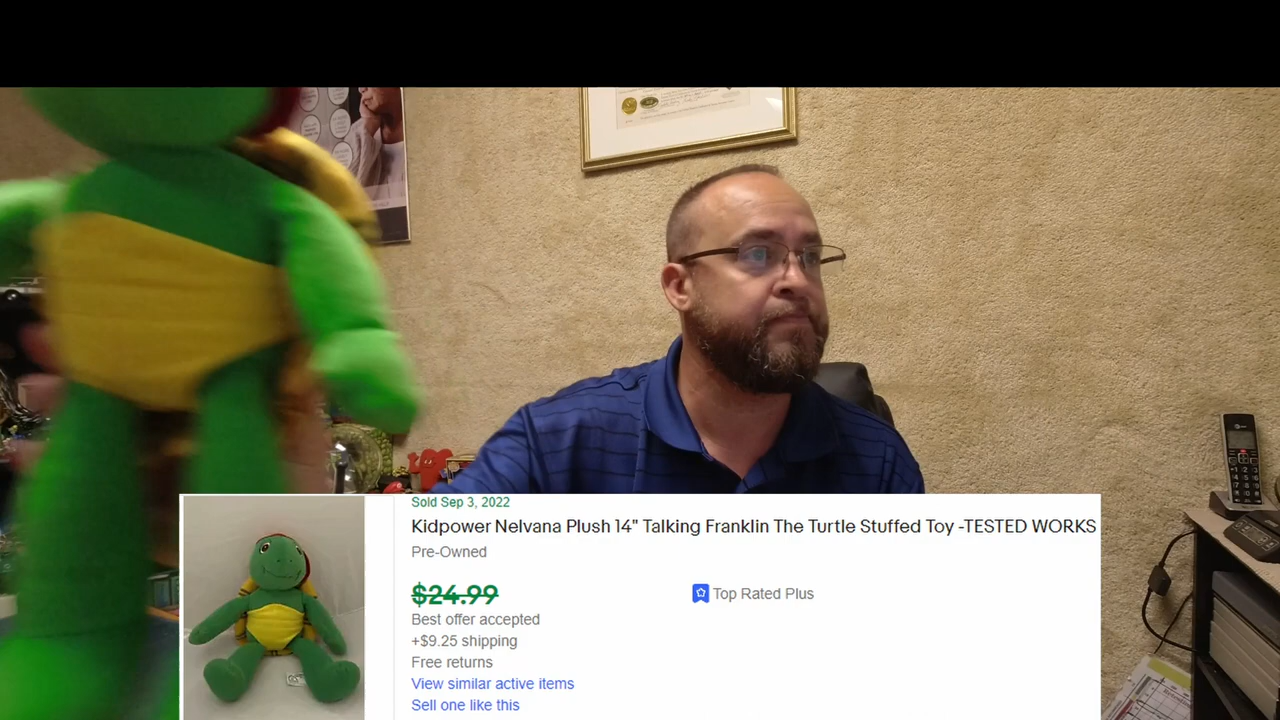 Sold Sep 3, 2022
Kidpower Nelvana Plush 14" Talking Franklin The Turtle Stuffed Toy -TESTED WORKS
Pre-Owned
$24.99
Top Rated Plus
Best offer accepted
+$9.25 shipping
Free returns
View similar active items
Sell one like this